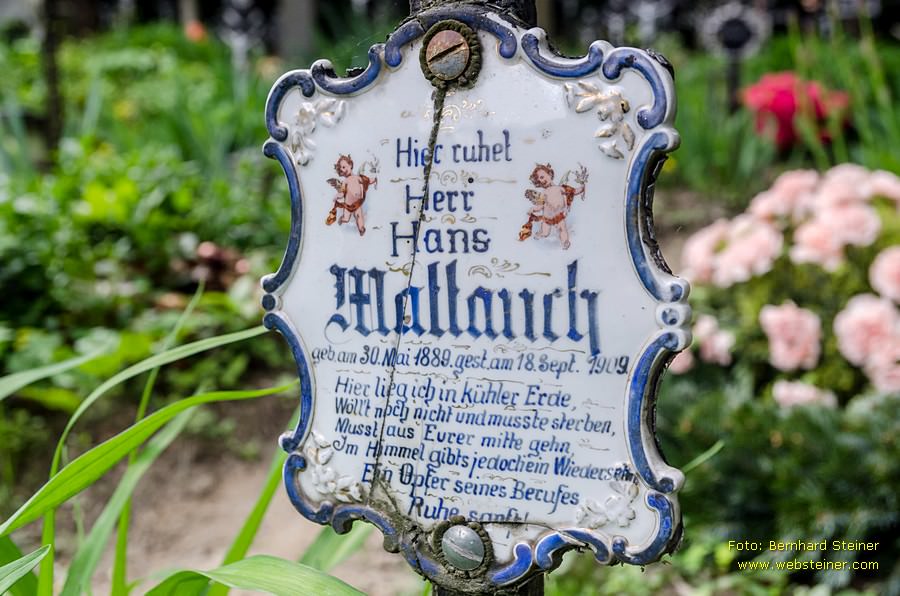 Hier ruhet
Herr
Hans
Mallauch
geb am 30. Mai 1889. gest. am 18. Sept. 1909.
Hier lieg ich in kühler Erde,
Wollt noch nicht und musste sterben,
Musst aus Eurer mitte gehn,
Im Himmel gibts jedoch ein Wiedersehn
Ein Opfer seines Berufes
Ruhe sanft!
Foto: Bernhard Steiner
www.websteiner.com